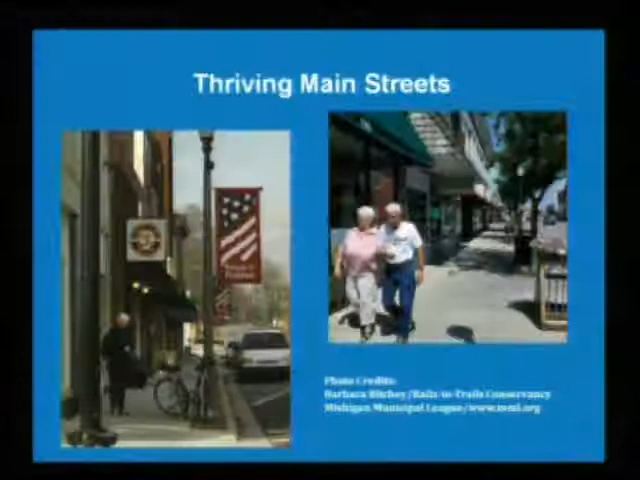 Thriving Main Streets
Photo Credits:
Barbara Richey/Rails-to-Trails Conservancy
Michigan Municipal League/www.mml.org